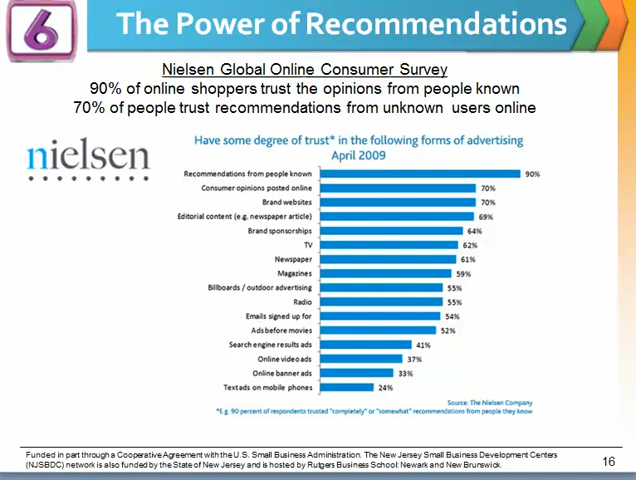 6
The Power of Recommendations
Nielsen Global Online Consumer Survey
90% of online shoppers trust the opinions from people known
70% of people trust recommendations from unknown users online
nielsen
Have some degree of trust* in the following forms of advertising
April 2009
Recommendations from people known 90%
Consumer opinions posted online 70%
Brand websites 70%
Editorial content (e.g. newspaper article) 69%
Brand sponsorships 64%
TV 62%
Newspaper 61%
Magazines 59%
Billboards / outdoor advertising 55%
Radio 55%
Emails signed up for 54%
Ads before movies 52%
Search engine results ads 41%
Online video ads 37%
Online banner ads 33%
Text ads on mobile phones 24%
Source: The Nielsen Company
*E.g. 90 percent of respondents trusted "completely" or "somewhat" recommendations from people they know
Funded in part through a Cooperative Agreement with the U.S. Small Business Administration. The New Jersey Small Business Development Centers
(NJSBDC) network is also funded by the State of New Jersey and is hosted by Rutgers Business School: Newark and New Brunswick.
16